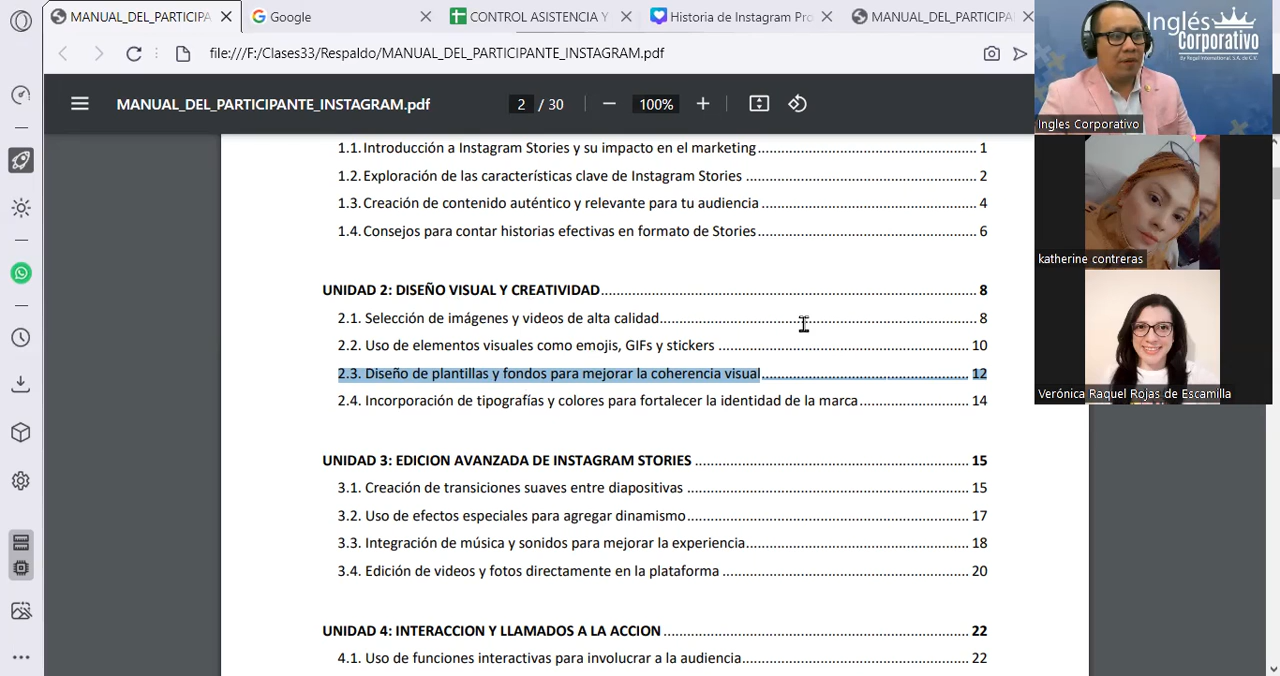 MANUAL_DEL_PARTICIPA
Google
CONTROL ASISTENCIA Y
Historia de Instagram Pro
MANUAL_DEL_PARTICIPA
file:///F:/Clases33/Respaldo/MANUAL_DEL_PARTICIPANTE_INSTAGRAM.pdf
MANUAL_DEL_PARTICIPANTE_INSTAGRAM.pdf
2 / 30
100%
1.1. Introducción a Instagram Stories y su impacto en el marketing 1
1.2. Exploración de las características clave de Instagram Stories 2
1.3. Creación de contenido auténtico y relevante para tu audiencia 4
1.4. Consejos para contar historias efectivas en formato de Stories 6
UNIDAD 2: DISEÑO VISUAL Y CREATIVIDAD 8
2.1. Selección de imágenes y videos de alta calidad 8
2.2. Uso de elementos visuales como emojis, GIFs y stickers 10
2.3. Diseño de plantillas y fondos para mejorar la coherencia visual 12
2.4. Incorporación de tipografías y colores para fortalecer la identidad de la marca 14
UNIDAD 3: EDICION AVANZADA DE INSTAGRAM STORIES 15
3.1. Creación de transiciones suaves entre diapositivas 15
3.2. Uso de efectos especiales para agregar dinamismo 17
3.3. Integración de música y sonidos para mejorar la experiencia 18
3.4. Edición de videos y fotos directamente en la plataforma 20
UNIDAD 4: INTERACCION Y LLAMADOS A LA ACCION 22
4.1. Uso de funciones interactivas para involucrar a la audiencia 22
Inglés
Corporativo
By Regal International, S.A. de C.V.
Ingles Corporativo
katherine contreras
Verónica Raquel Rojas de Escamilla